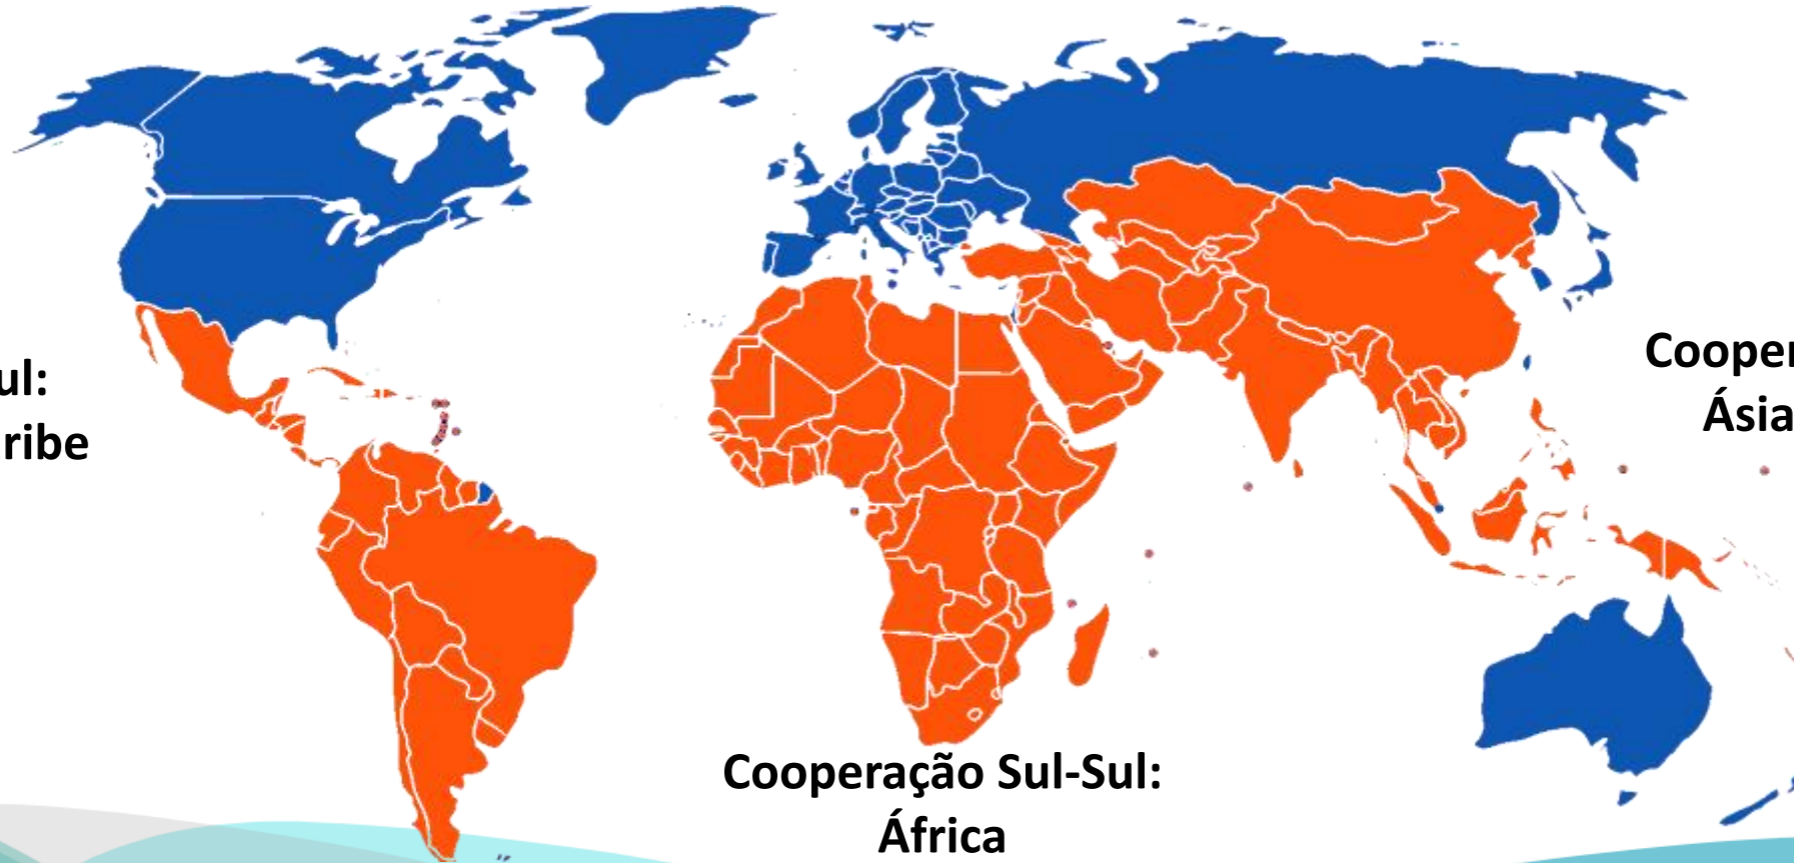 ul:
ribe
Cooper
Ásia
Cooperação Sul-Sul:
África